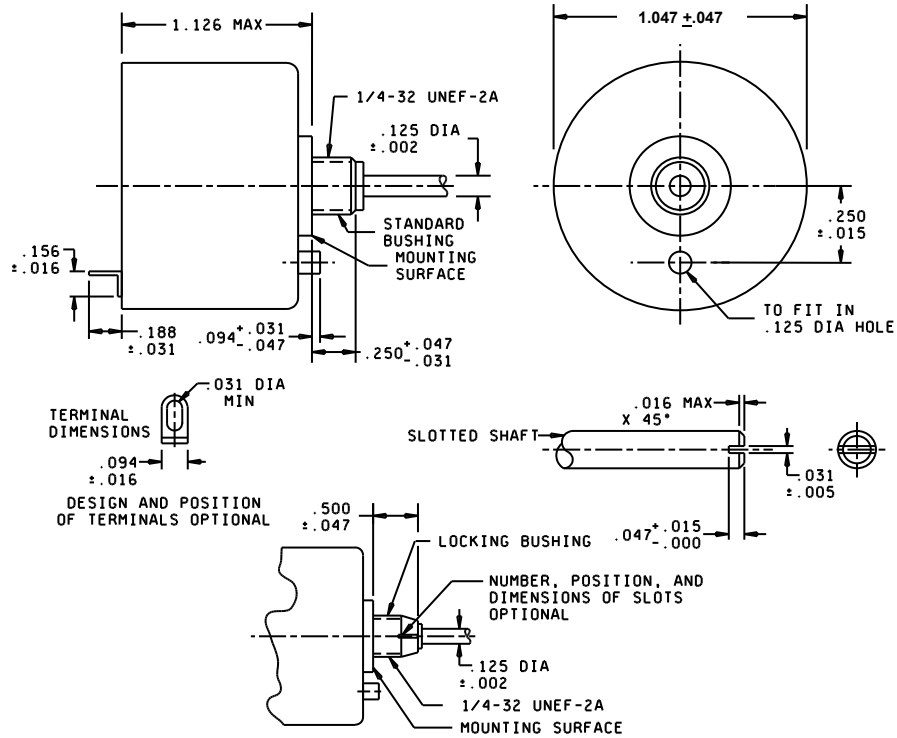 1.126 MAX
1.047 ±.047
1/4-32 UNEF-2A
.125 DIA
±.002
STANDARD
BUSHING
MOUNTING
SURFACE
.250
±.015
.156
±.016
.188
±.031
.094 +.031
-.047
.250 +.047
-.031
TO FIT IN
.125 DIA HOLE
.031 DIA
MIN
TERMINAL
DIMENSIONS
.094
±.016
DESIGN AND POSITION
OF TERMINALS OPTIONAL
.016 MAX
X 45°
SLOTTED SHAFT
.031
±.005
.047 +.015
-.000
.500
±.047
LOCKING BUSHING
NUMBER, POSITION, AND
DIMENSIONS OF SLOTS
OPTIONAL
.125 DIA
±.002
1/4-32 UNEF-2A
MOUNTING SURFACE